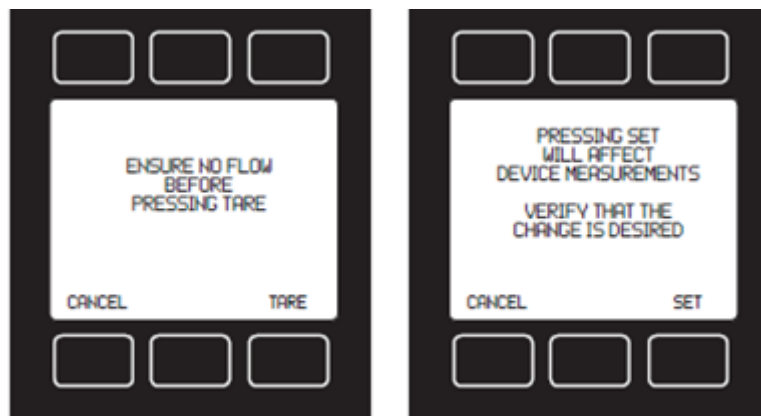 ENSURE NO FLOW
BEFORE
PRESSING TARE
CANCEL TARE
PRESSING SET
WILL AFFECT
DEVICE MEASUREMENTS
VERIFY THAT THE
CHANGE IS DESIRED
CANCEL SET